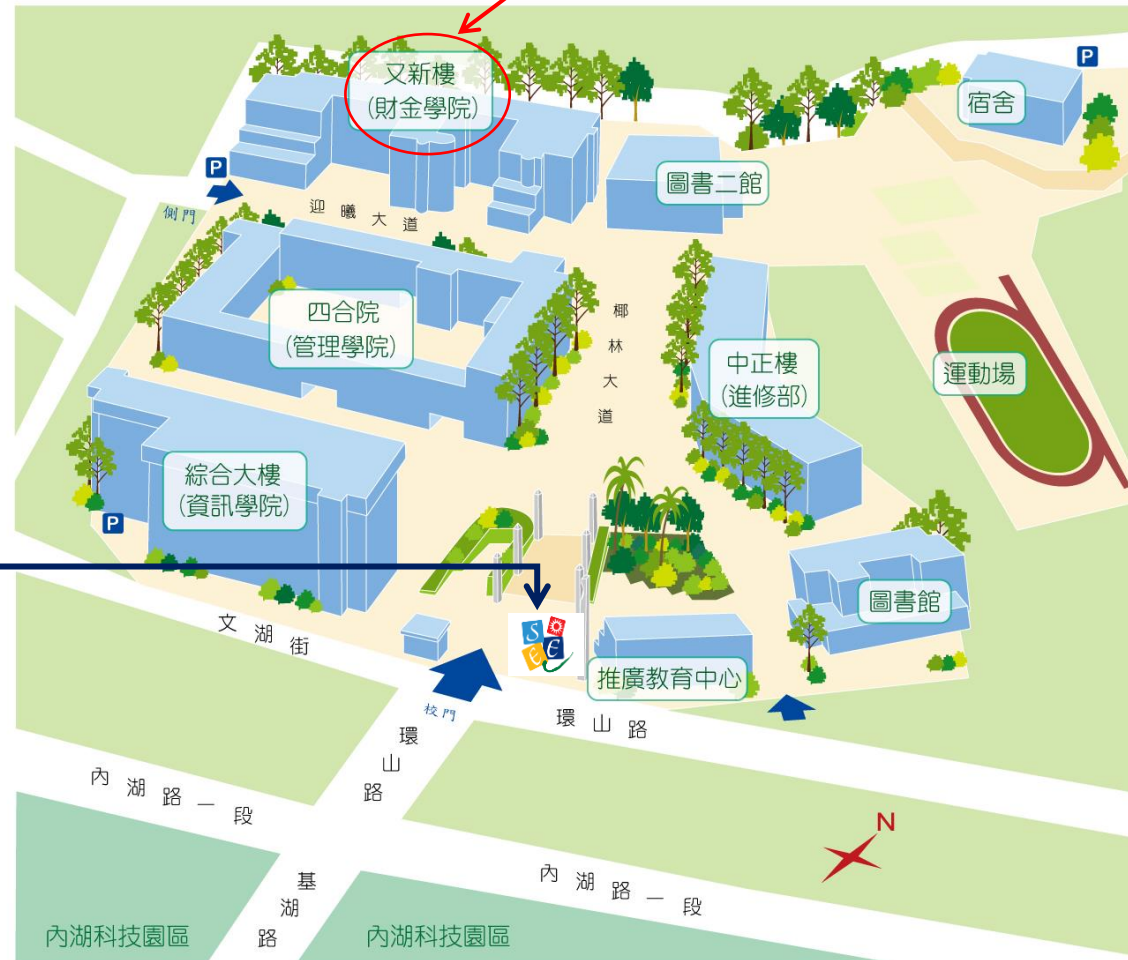 又新樓
(財金學院)
P
宿舍
圖書二館
P
側門
迎曦大道
四合院
(管理學院)
椰林大道
中正樓
(進修部)
運動場
綜合大樓
(資訊學院)
P
圖書館
文湖街
S
E
E
推廣教育中心
校門
環山路
環山路
內湖路一段
N
基湖路
內湖路一段
內湖科技園區
內湖科技園區